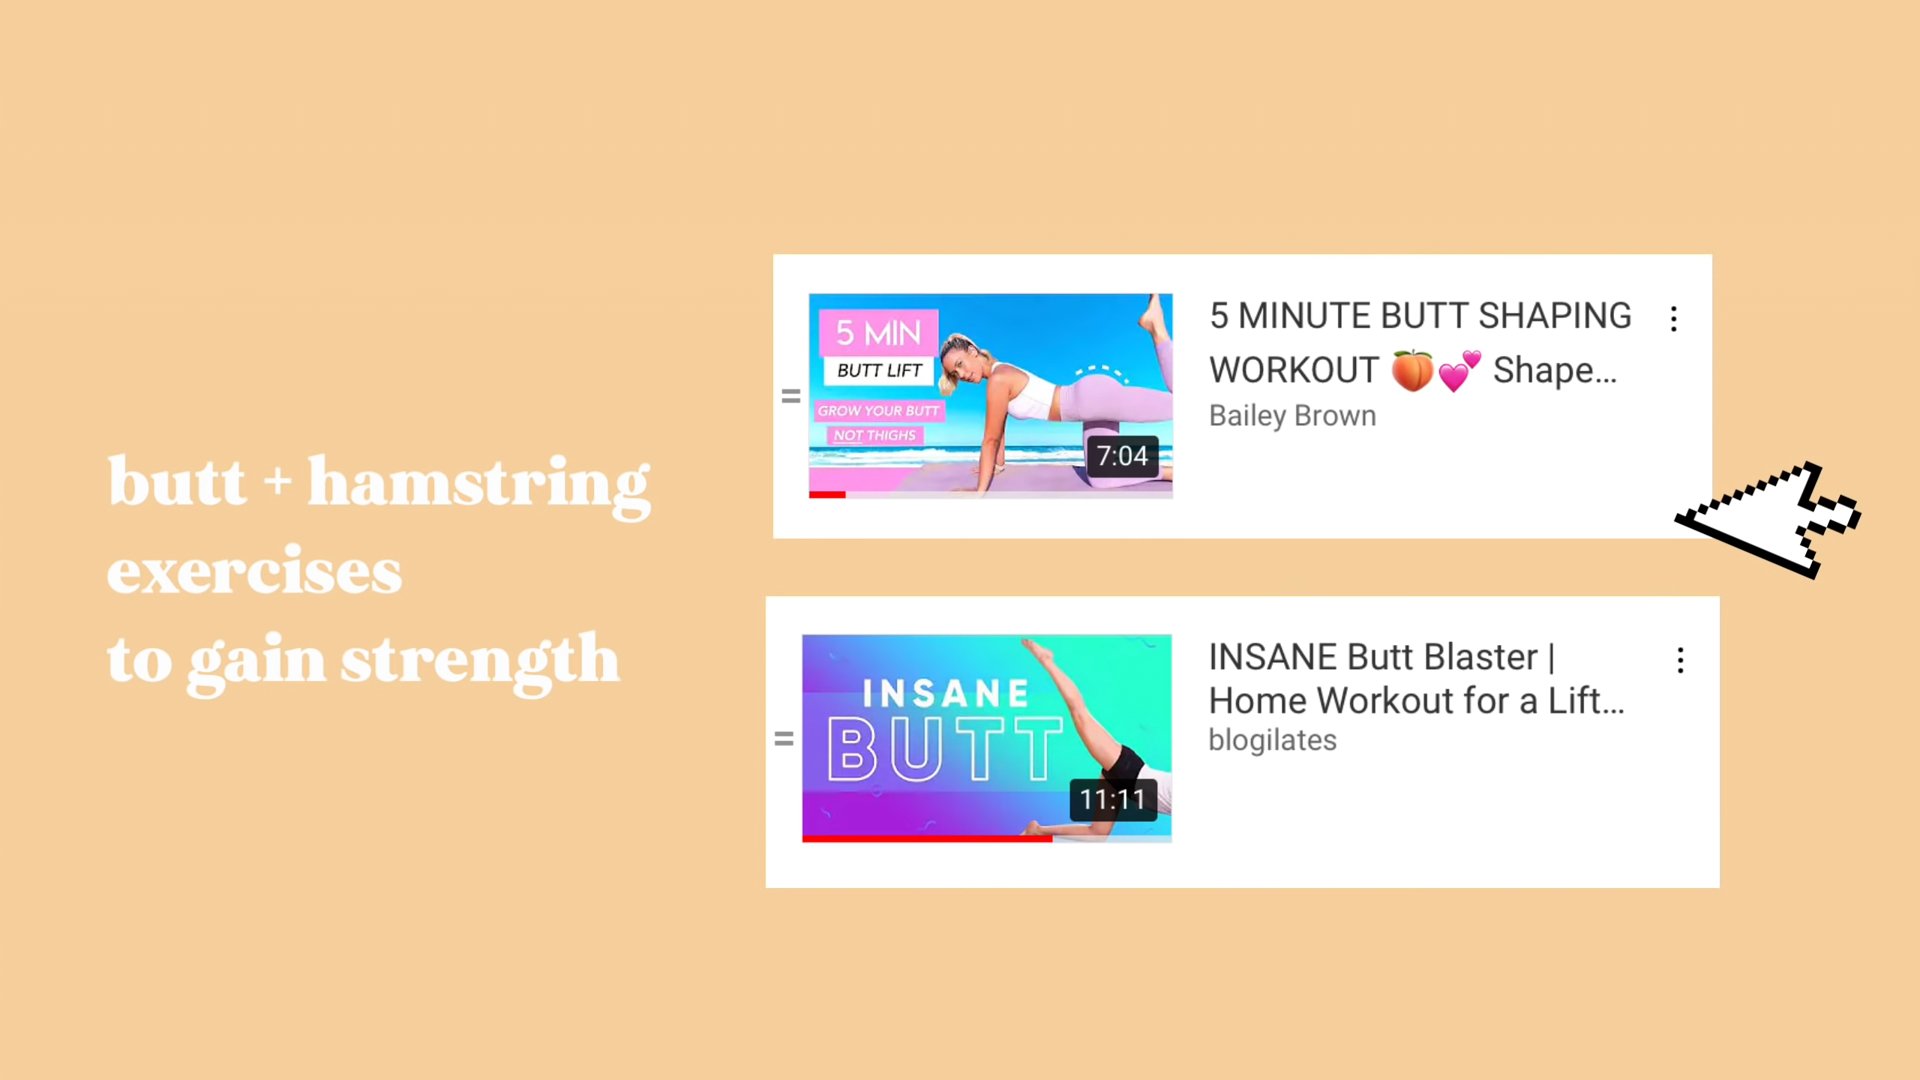 butt + hamstring
exercises
to gain strength
5 MIN
BUTT LIFT
GROW YOUR BUTT
NOT THIGHS
7:04
5 MINUTE BUTT SHAPING
WORKOUT 🍑💕 Shape...
Bailey Brown
INSANE
BUTT
11:11
INSANE Butt Blaster |
Home Workout for a Lift...
blogilates